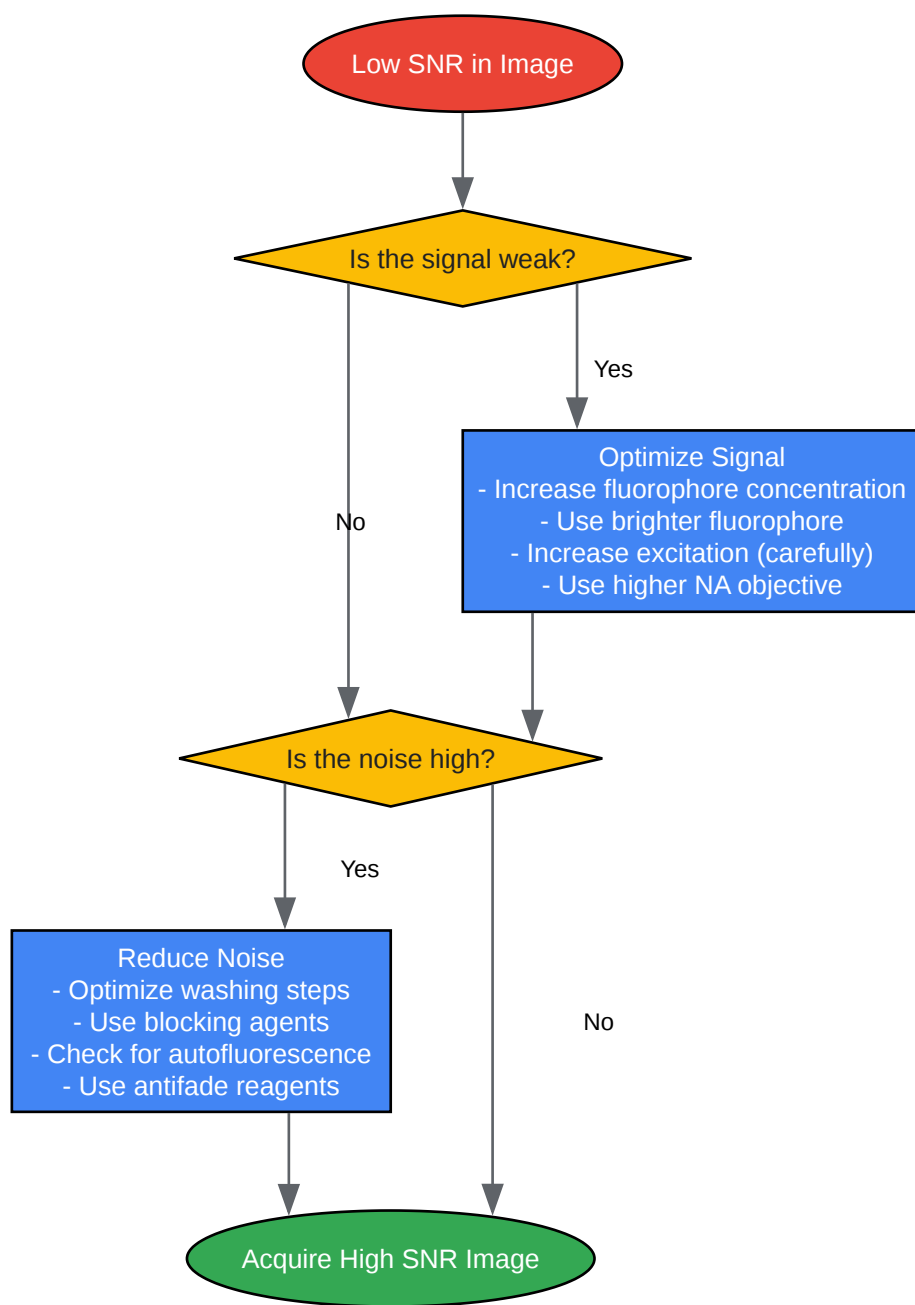 Low SNR in Image
Is the signal weak?
Yes
Optimize Signal
- Increase fluorophore concentration
- Use brighter fluorophore
- Increase excitation (carefully)
- Use higher NA objective
No
Is the noise high?
Yes
Reduce Noise
- Optimize washing steps
- Use blocking agents
- Check for autofluorescence
- Use antifade reagents
No
Acquire High SNR Image